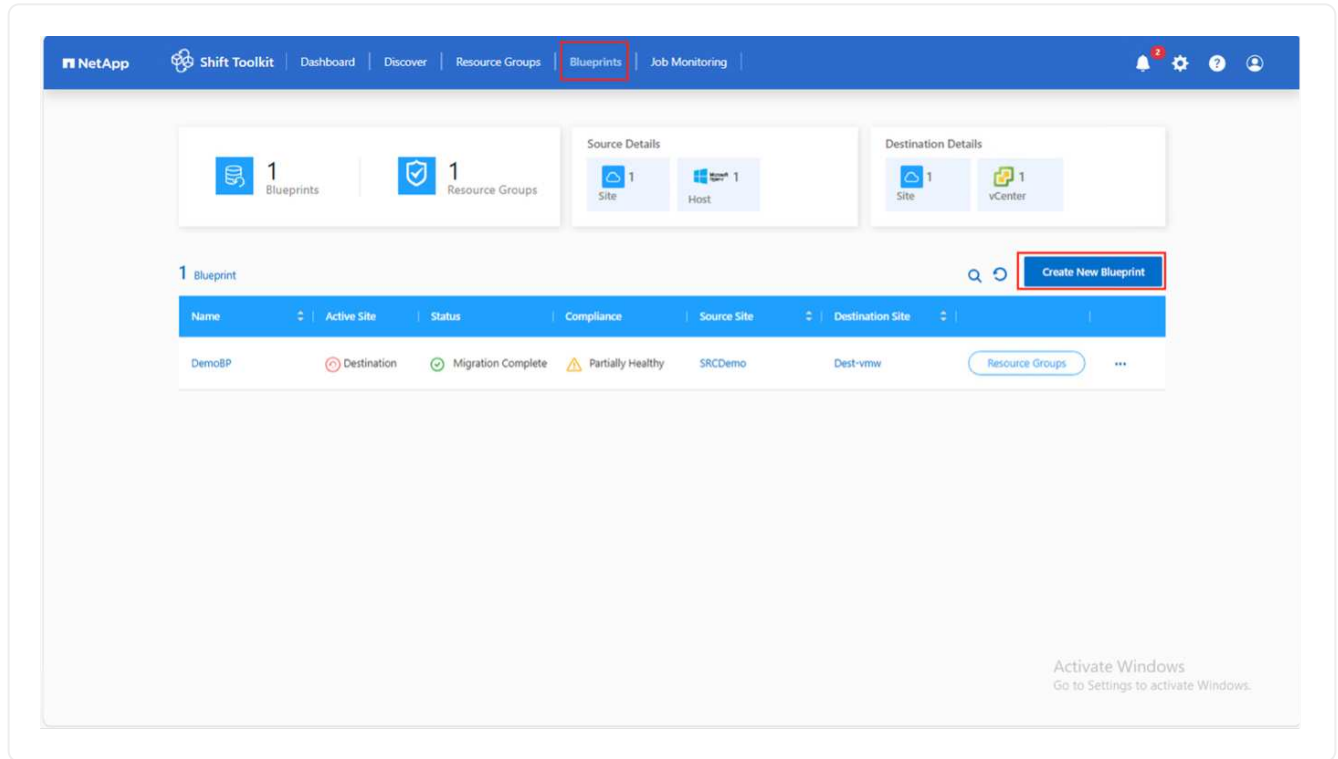 NetApp Shift Toolkit Dashboard Discover Resource Groups Blueprints Job Monitoring 2 ?
1
Blueprints
1
Resource Groups
Source Details
1
Site
1
Host
Destination Details
1
Site
1
vCenter
1 Blueprint
Create New Blueprint
Name Active Site Status Compliance Source Site Destination Site
DemoBP Destination Migration Complete Partially Healthy SRCDemo Dest-vmw Resource Groups ...
Activate Windows
Go to Settings to activate Windows.